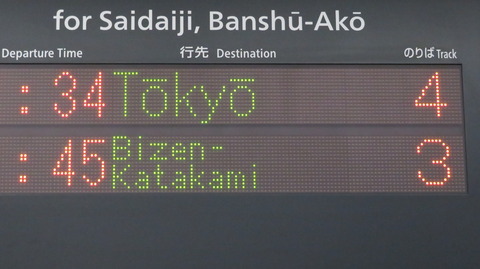 for Saidaiji, Banshū-Akō
Departure Time 行先 Destination のりば Track
:34 Tōkyō 4
:45 Bizen-
Katakami 3